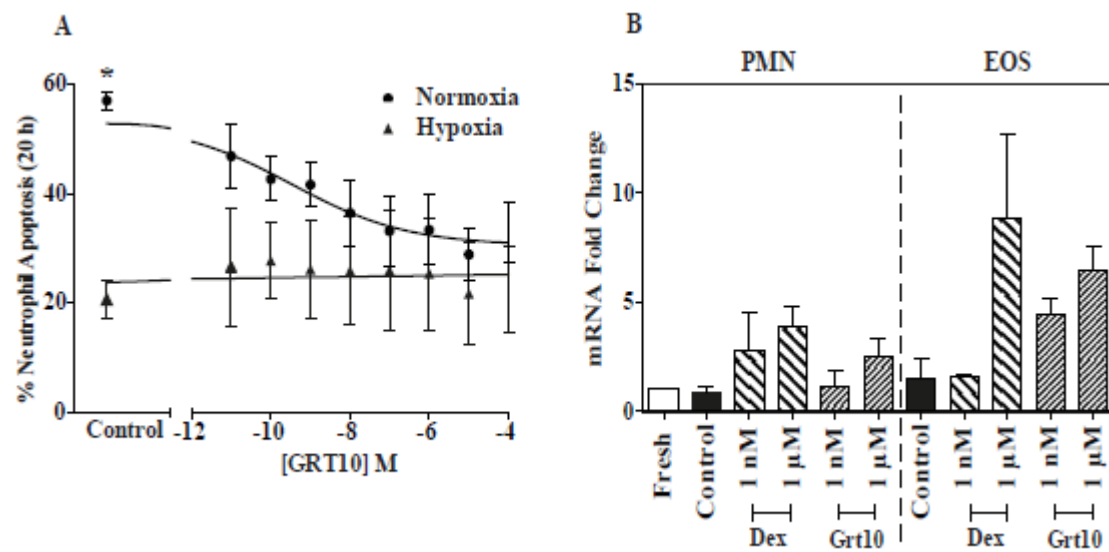 A
*
60
40
20
0
% Neutrophil Apoptosis (20 h)
Normoxia
Hypoxia
Control
-12
-10
-8
-6
-4
[GRT10] M
B
PMN
EOS
15
10
5
0
mRNA Fold Change
Fresh
Control
1 nM
1 μM
1 nM
1 μM
Control
1 nM
1 μM
1 nM
1 μM
Dex
Grt10
Dex
Grt10